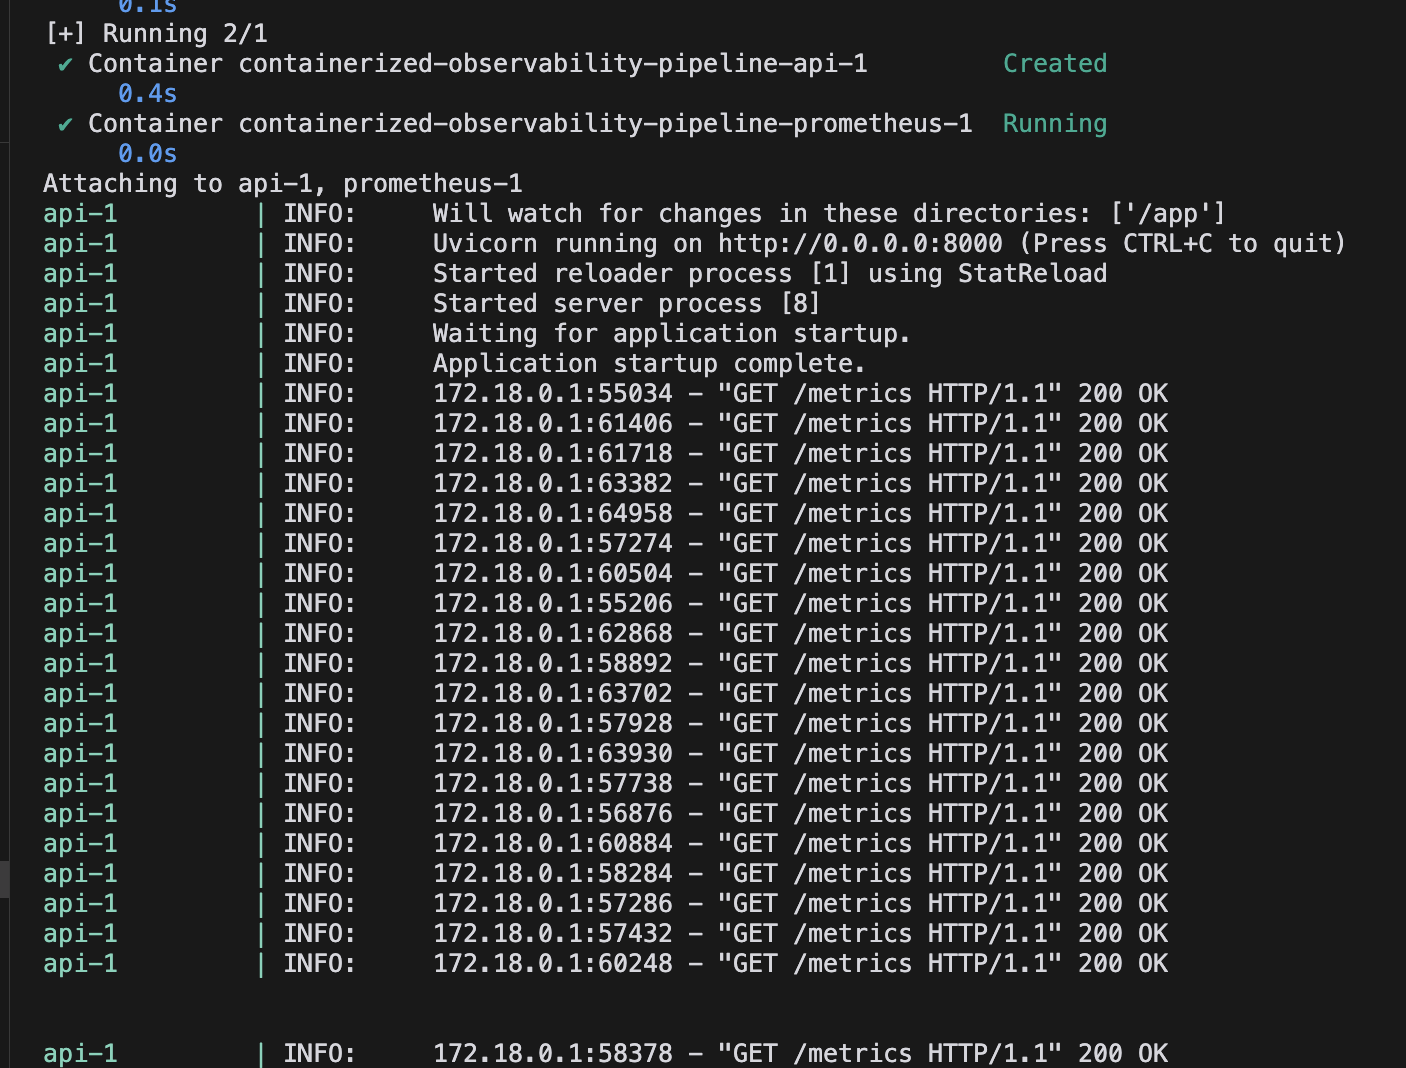 0.1s
[+] Running 2/1
✔ Container containerized-observability-pipeline-api-1 Created
0.4s
✔ Container containerized-observability-pipeline-prometheus-1 Running
0.0s
Attaching to api-1, prometheus-1
api-1 | INFO: Will watch for changes in these directories: ['/app']
api-1 | INFO: Uvicorn running on http://0.0.0.0:8000 (Press CTRL+C to quit)
api-1 | INFO: Started reloader process [1] using StatReload
api-1 | INFO: Started server process [8]
api-1 | INFO: Waiting for application startup.
api-1 | INFO: Application startup complete.
api-1 | INFO: 172.18.0.1:55034 - "GET /metrics HTTP/1.1" 200 OK
api-1 | INFO: 172.18.0.1:61406 - "GET /metrics HTTP/1.1" 200 OK
api-1 | INFO: 172.18.0.1:61718 - "GET /metrics HTTP/1.1" 200 OK
api-1 | INFO: 172.18.0.1:63382 - "GET /metrics HTTP/1.1" 200 OK
api-1 | INFO: 172.18.0.1:64958 - "GET /metrics HTTP/1.1" 200 OK
api-1 | INFO: 172.18.0.1:57274 - "GET /metrics HTTP/1.1" 200 OK
api-1 | INFO: 172.18.0.1:60504 - "GET /metrics HTTP/1.1" 200 OK
api-1 | INFO: 172.18.0.1:55206 - "GET /metrics HTTP/1.1" 200 OK
api-1 | INFO: 172.18.0.1:62868 - "GET /metrics HTTP/1.1" 200 OK
api-1 | INFO: 172.18.0.1:58892 - "GET /metrics HTTP/1.1" 200 OK
api-1 | INFO: 172.18.0.1:63702 - "GET /metrics HTTP/1.1" 200 OK
api-1 | INFO: 172.18.0.1:57928 - "GET /metrics HTTP/1.1" 200 OK
api-1 | INFO: 172.18.0.1:63930 - "GET /metrics HTTP/1.1" 200 OK
api-1 | INFO: 172.18.0.1:57738 - "GET /metrics HTTP/1.1" 200 OK
api-1 | INFO: 172.18.0.1:56876 - "GET /metrics HTTP/1.1" 200 OK
api-1 | INFO: 172.18.0.1:60884 - "GET /metrics HTTP/1.1" 200 OK
api-1 | INFO: 172.18.0.1:58284 - "GET /metrics HTTP/1.1" 200 OK
api-1 | INFO: 172.18.0.1:57286 - "GET /metrics HTTP/1.1" 200 OK
api-1 | INFO: 172.18.0.1:57432 - "GET /metrics HTTP/1.1" 200 OK
api-1 | INFO: 172.18.0.1:60248 - "GET /metrics HTTP/1.1" 200 OK
api-1 | INFO: 172.18.0.1:58378 - "GET /metrics HTTP/1.1" 200 OK